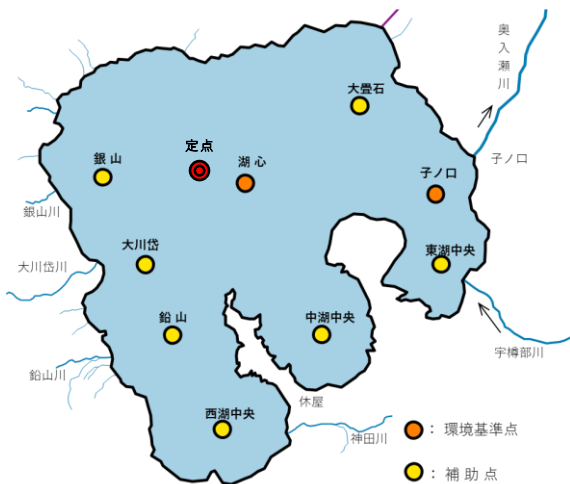 奥入瀬川
大畳石
定点
銀 山
湖 心
子ノ口
子ノ口
銀山川
大川岱
東湖中央
大川岱川
鉛 山
中湖中央
宇樽部川
鉛山川
休屋
西湖中央
神田川
： 環境基準点
： 補 助 点